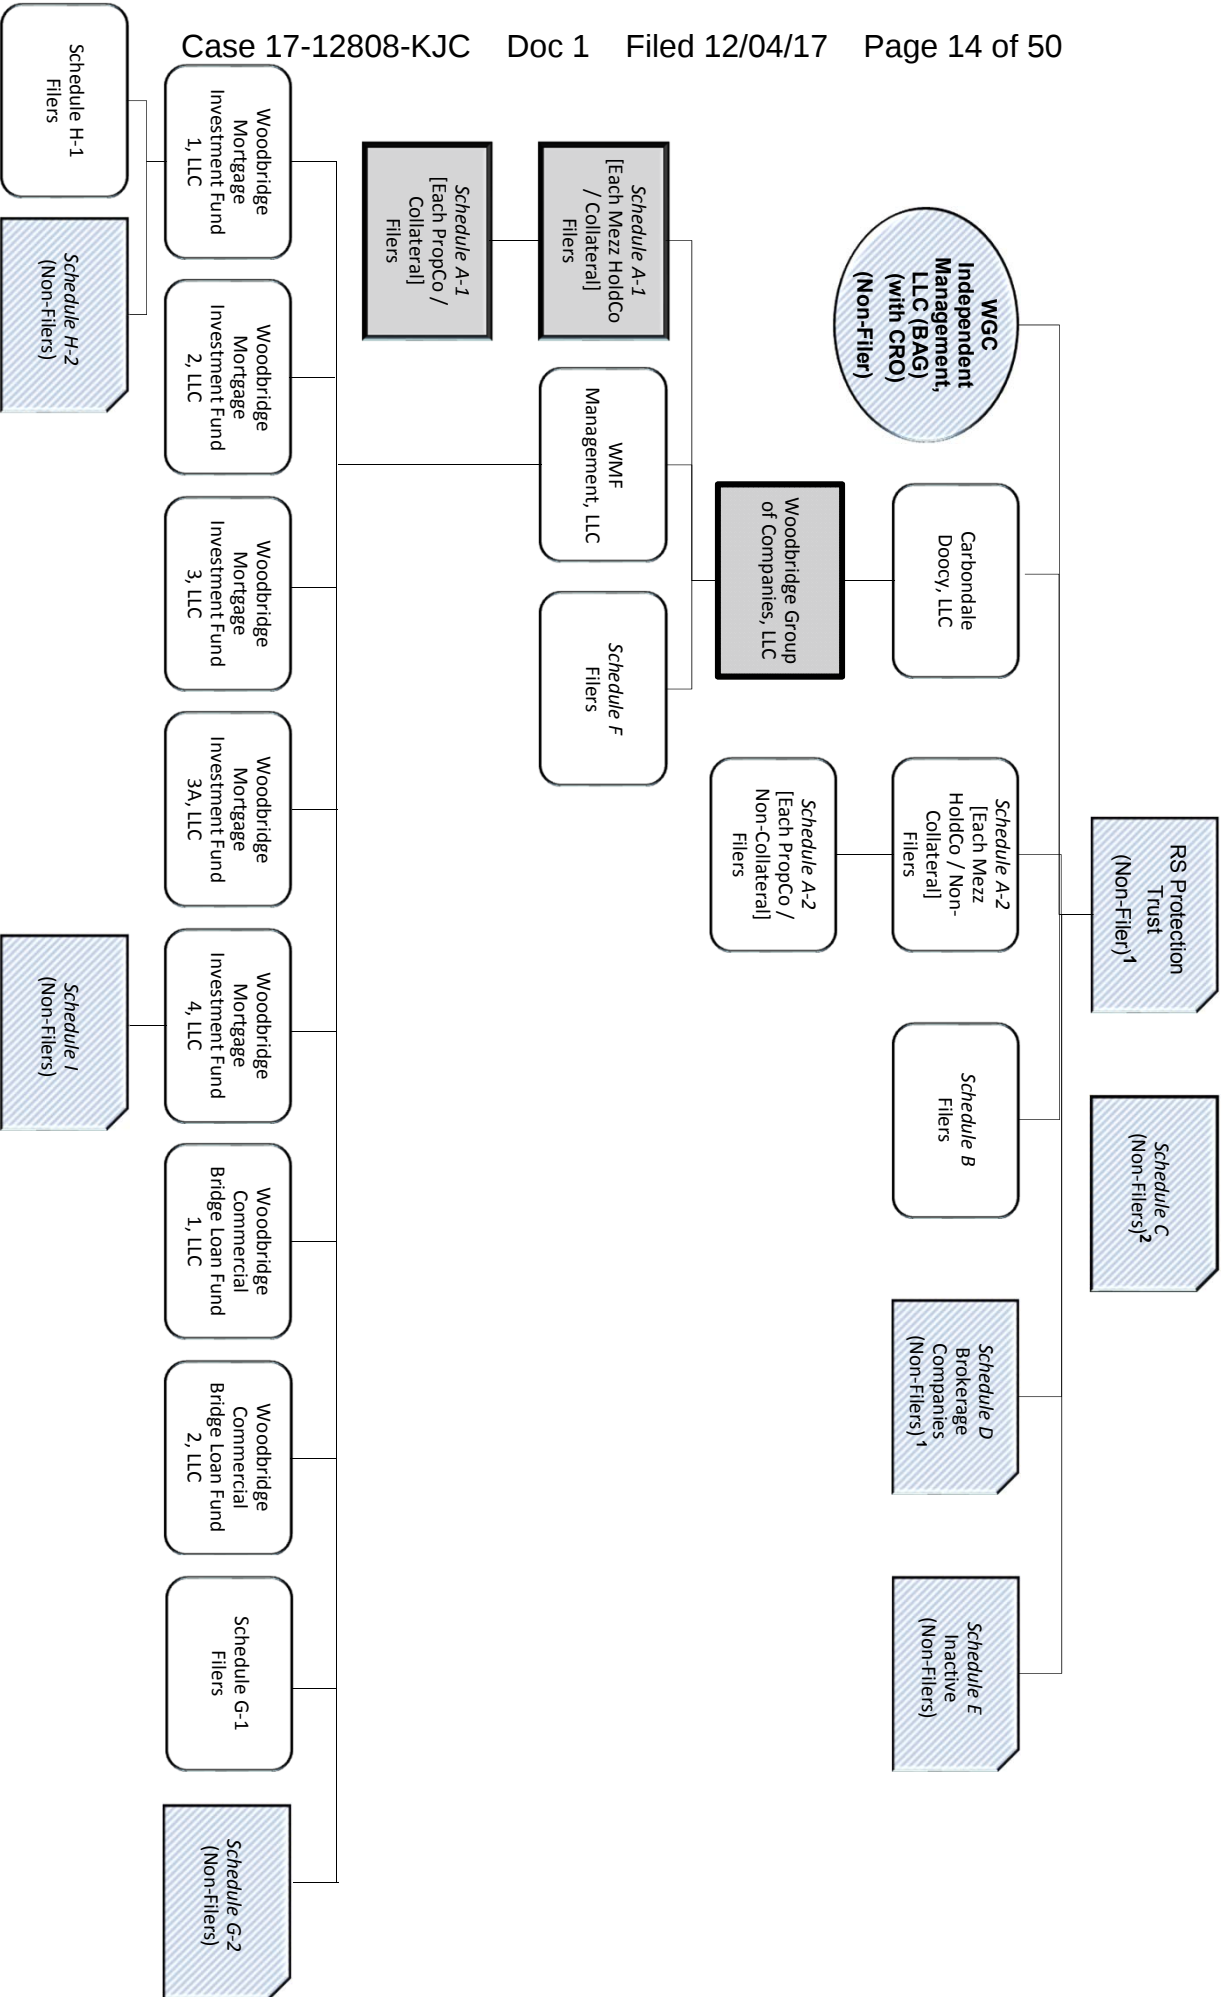 Case 17-12808-KJC Doc 1 Filed 12/04/17 Page 14 of 50
RS Protection
Trust
(Non-Filer)¹
Schedule C
(Non-Filers)²
WGC
Independent
Management,
LLC (BAG)
(with CRO)
(Non-Filer)
Carbondale
Doocy, LLC
Schedule A-2
[Each Mezz
HoldCo / Non-
Collateral]
Filers
Schedule B
Filers
Schedule D
Brokerage
Companies
(Non-Filers) ¹
Schedule E
Inactive
(Non-Filers)
Woodbridge Group
of Companies, LLC
Schedule A-2
[Each PropCo /
Non-Collateral]
Filers
Schedule A-1
[Each Mezz HoldCo
/ Collateral]
Filers
WMF
Management, LLC
Schedule F
Filers
Schedule A-1
[Each PropCo /
Collateral]
Filers
Woodbridge
Mortgage
Investment Fund
1, LLC
Woodbridge
Mortgage
Investment Fund
2, LLC
Woodbridge
Mortgage
Investment Fund
3, LLC
Woodbridge
Mortgage
Investment Fund
3A, LLC
Woodbridge
Mortgage
Investment Fund
4, LLC
Woodbridge
Commercial
Bridge Loan Fund
1, LLC
Woodbridge
Commercial
Bridge Loan Fund
2, LLC
Schedule G-1
Filers
Schedule G-2
(Non-Filers)
Schedule H-1
Filers
Schedule H-2
(Non-Filers)
Schedule I
(Non-Filers)